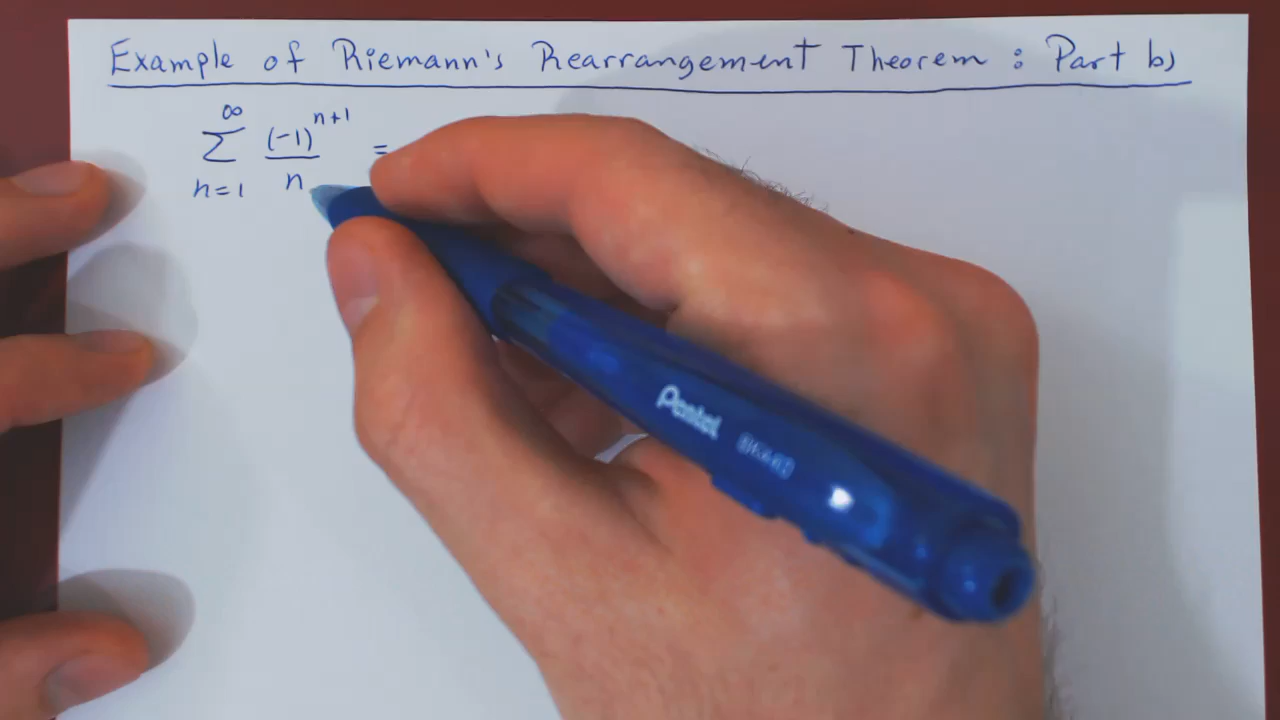 Example of Riemann's Rearrangement Theorem : Part b)
∞
Σ (-1)^{n+1} / n =
n=1
Pentel